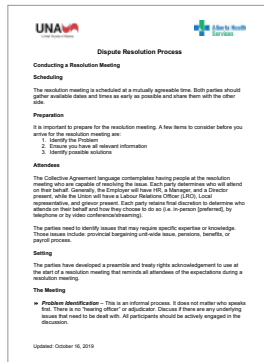 UNA
Alberta Health
Services
Dispute Resolution Process
Conducting a Resolution Meeting
Scheduling
The resolution meeting is scheduled at a mutually agreeable time. Both parties should
gather available dates and times as early as possible and share them with the other
side.
Preparation
It is important to prepare for the resolution meeting. A few items to consider before you
arrive for the resolution meeting are:
1. Identify the Problem
2. Ensure you have all relevant information
3. Identify possible solutions
Attendees
The Collective Agreement language contemplates having people at the resolution
meeting who are capable of resolving the issue. Each party determines who will attend
on their behalf. Generally, the Employer will have HR, a Manager, and a Director
present, while the Union will have a Labour Relations Officer (LRO), Local
representative, and grievor present. Each party retains final discretion to determine who
attends on their behalf and how they choose to do so (i.e. in-person [preferred], by
telephone or by video conference/streaming).
The parties need to identify issues that may require specific expertise or knowledge.
Those issues include: provincial bargaining unit-wide issue, pensions, benefits, or
payroll process.
Setting
The parties have developed a preamble and treaty rights acknowledgement to use at
the start of a resolution meeting that reminds all attendees of the expectations during a
resolution meeting.
The Meeting
» Problem Identification – This is an informal process. It does not matter who speaks
first. There is no “hearing officer” or adjudicator. Discuss if there are any underlying
issues that need to be dealt with. All participants should be actively engaged in the
discussion.
Updated: October 16, 2019